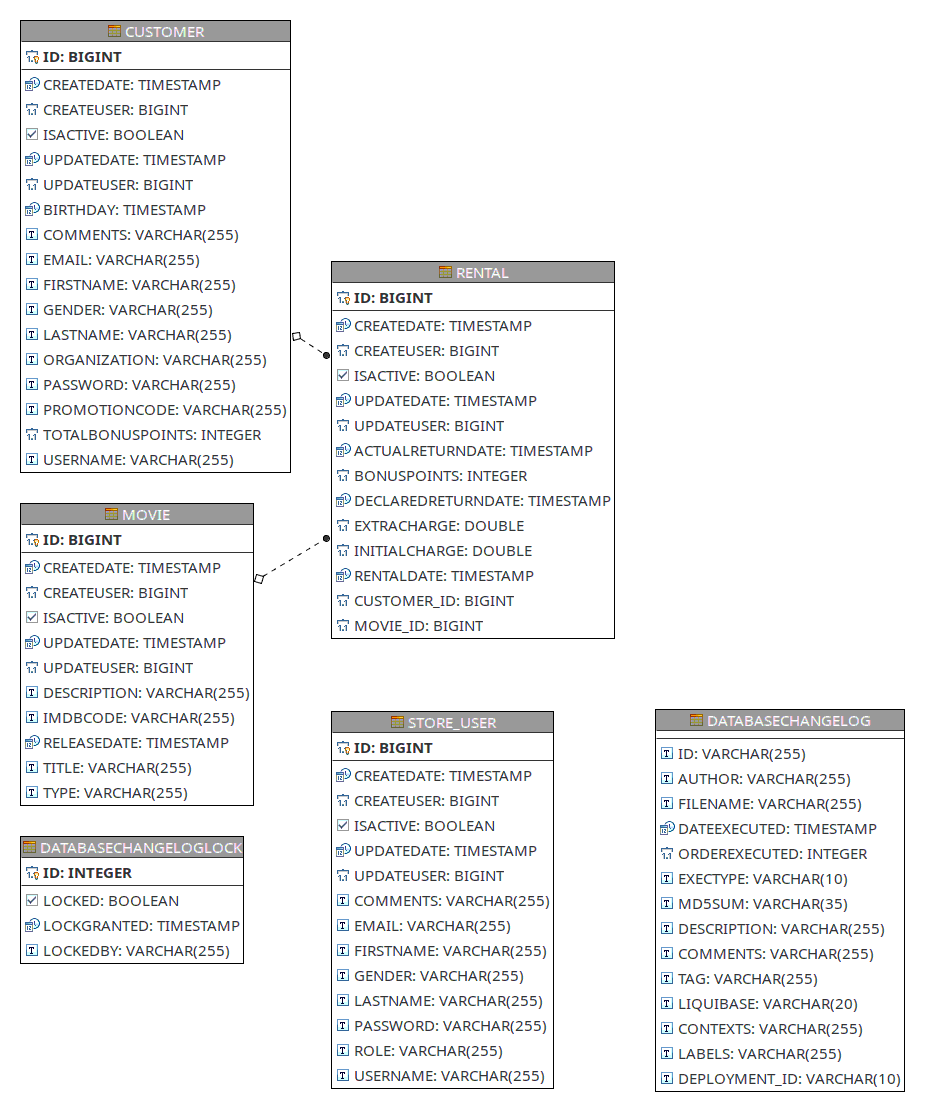 CUSTOMER
ID: BIGINT
CREATEDATE: TIMESTAMP
CREATEUSER: BIGINT
ISACTIVE: BOOLEAN
UPDATEDATE: TIMESTAMP
UPDATEUSER: BIGINT
BIRTHDAY: TIMESTAMP
COMMENTS: VARCHAR(255)
EMAIL: VARCHAR(255)
FIRSTNAME: VARCHAR(255)
GENDER: VARCHAR(255)
LASTNAME: VARCHAR(255)
ORGANIZATION: VARCHAR(255)
PASSWORD: VARCHAR(255)
PROMOTIONCODE: VARCHAR(255)
TOTALBONUSPOINTS: INTEGER
USERNAME: VARCHAR(255)
RENTAL
ID: BIGINT
CREATEDATE: TIMESTAMP
CREATEUSER: BIGINT
ISACTIVE: BOOLEAN
UPDATEDATE: TIMESTAMP
UPDATEUSER: BIGINT
ACTUALRETURNDATE: TIMESTAMP
BONUSPOINTS: INTEGER
DECLAREDRETURNDATE: TIMESTAMP
EXTRACHARGE: DOUBLE
INITIALCHARGE: DOUBLE
RENTALDATE: TIMESTAMP
CUSTOMER_ID: BIGINT
MOVIE_ID: BIGINT
MOVIE
ID: BIGINT
CREATEDATE: TIMESTAMP
CREATEUSER: BIGINT
ISACTIVE: BOOLEAN
UPDATEDATE: TIMESTAMP
UPDATEUSER: BIGINT
DESCRIPTION: VARCHAR(255)
IMDBCODE: VARCHAR(255)
RELEASEDATE: TIMESTAMP
TITLE: VARCHAR(255)
TYPE: VARCHAR(255)
DATABASECHANGELOGLOCK
ID: INTEGER
LOCKED: BOOLEAN
LOCKGRANTED: TIMESTAMP
LOCKEDBY: VARCHAR(255)
STORE_USER
ID: BIGINT
CREATEDATE: TIMESTAMP
CREATEUSER: BIGINT
ISACTIVE: BOOLEAN
UPDATEDATE: TIMESTAMP
UPDATEUSER: BIGINT
COMMENTS: VARCHAR(255)
EMAIL: VARCHAR(255)
FIRSTNAME: VARCHAR(255)
GENDER: VARCHAR(255)
LASTNAME: VARCHAR(255)
PASSWORD: VARCHAR(255)
ROLE: VARCHAR(255)
USERNAME: VARCHAR(255)
DATABASECHANGELOG
ID: VARCHAR(255)
AUTHOR: VARCHAR(255)
FILENAME: VARCHAR(255)
DATEEXECUTED: TIMESTAMP
ORDEREXECUTED: INTEGER
EXECTYPE: VARCHAR(10)
MD5SUM: VARCHAR(35)
DESCRIPTION: VARCHAR(255)
COMMENTS: VARCHAR(255)
TAG: VARCHAR(255)
LIQUIBASE: VARCHAR(20)
CONTEXTS: VARCHAR(255)
LABELS: VARCHAR(255)
DEPLOYMENT_ID: VARCHAR(10)